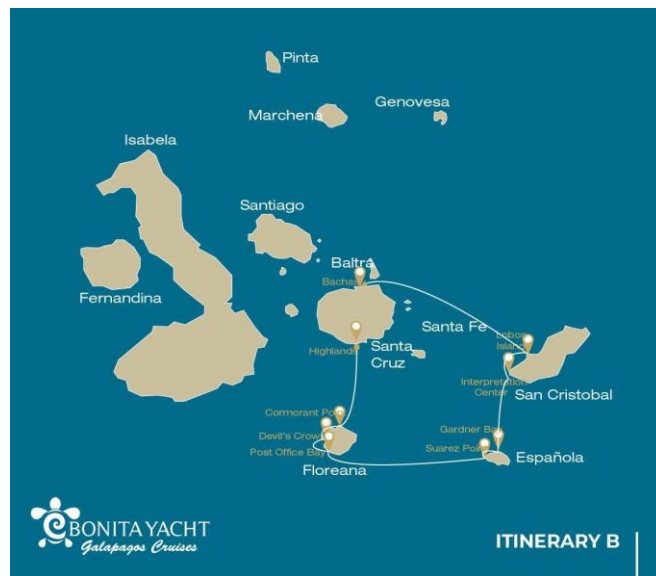 Pinta
Marchena
Genovesa
Isabela
Santiago
Fernandina
Baltra
Bachas
Santa Fe
Lobos
Island
Highlands
Santa
Cruz
Interpretation
Center
San Cristobal
Cormorant Point
Devil's Crown
Post Office Bay
Floreana
Gardner Bay
Suarez Point
Española
eBONITA YACHT
Galapagos Cruises
ITINERARY B